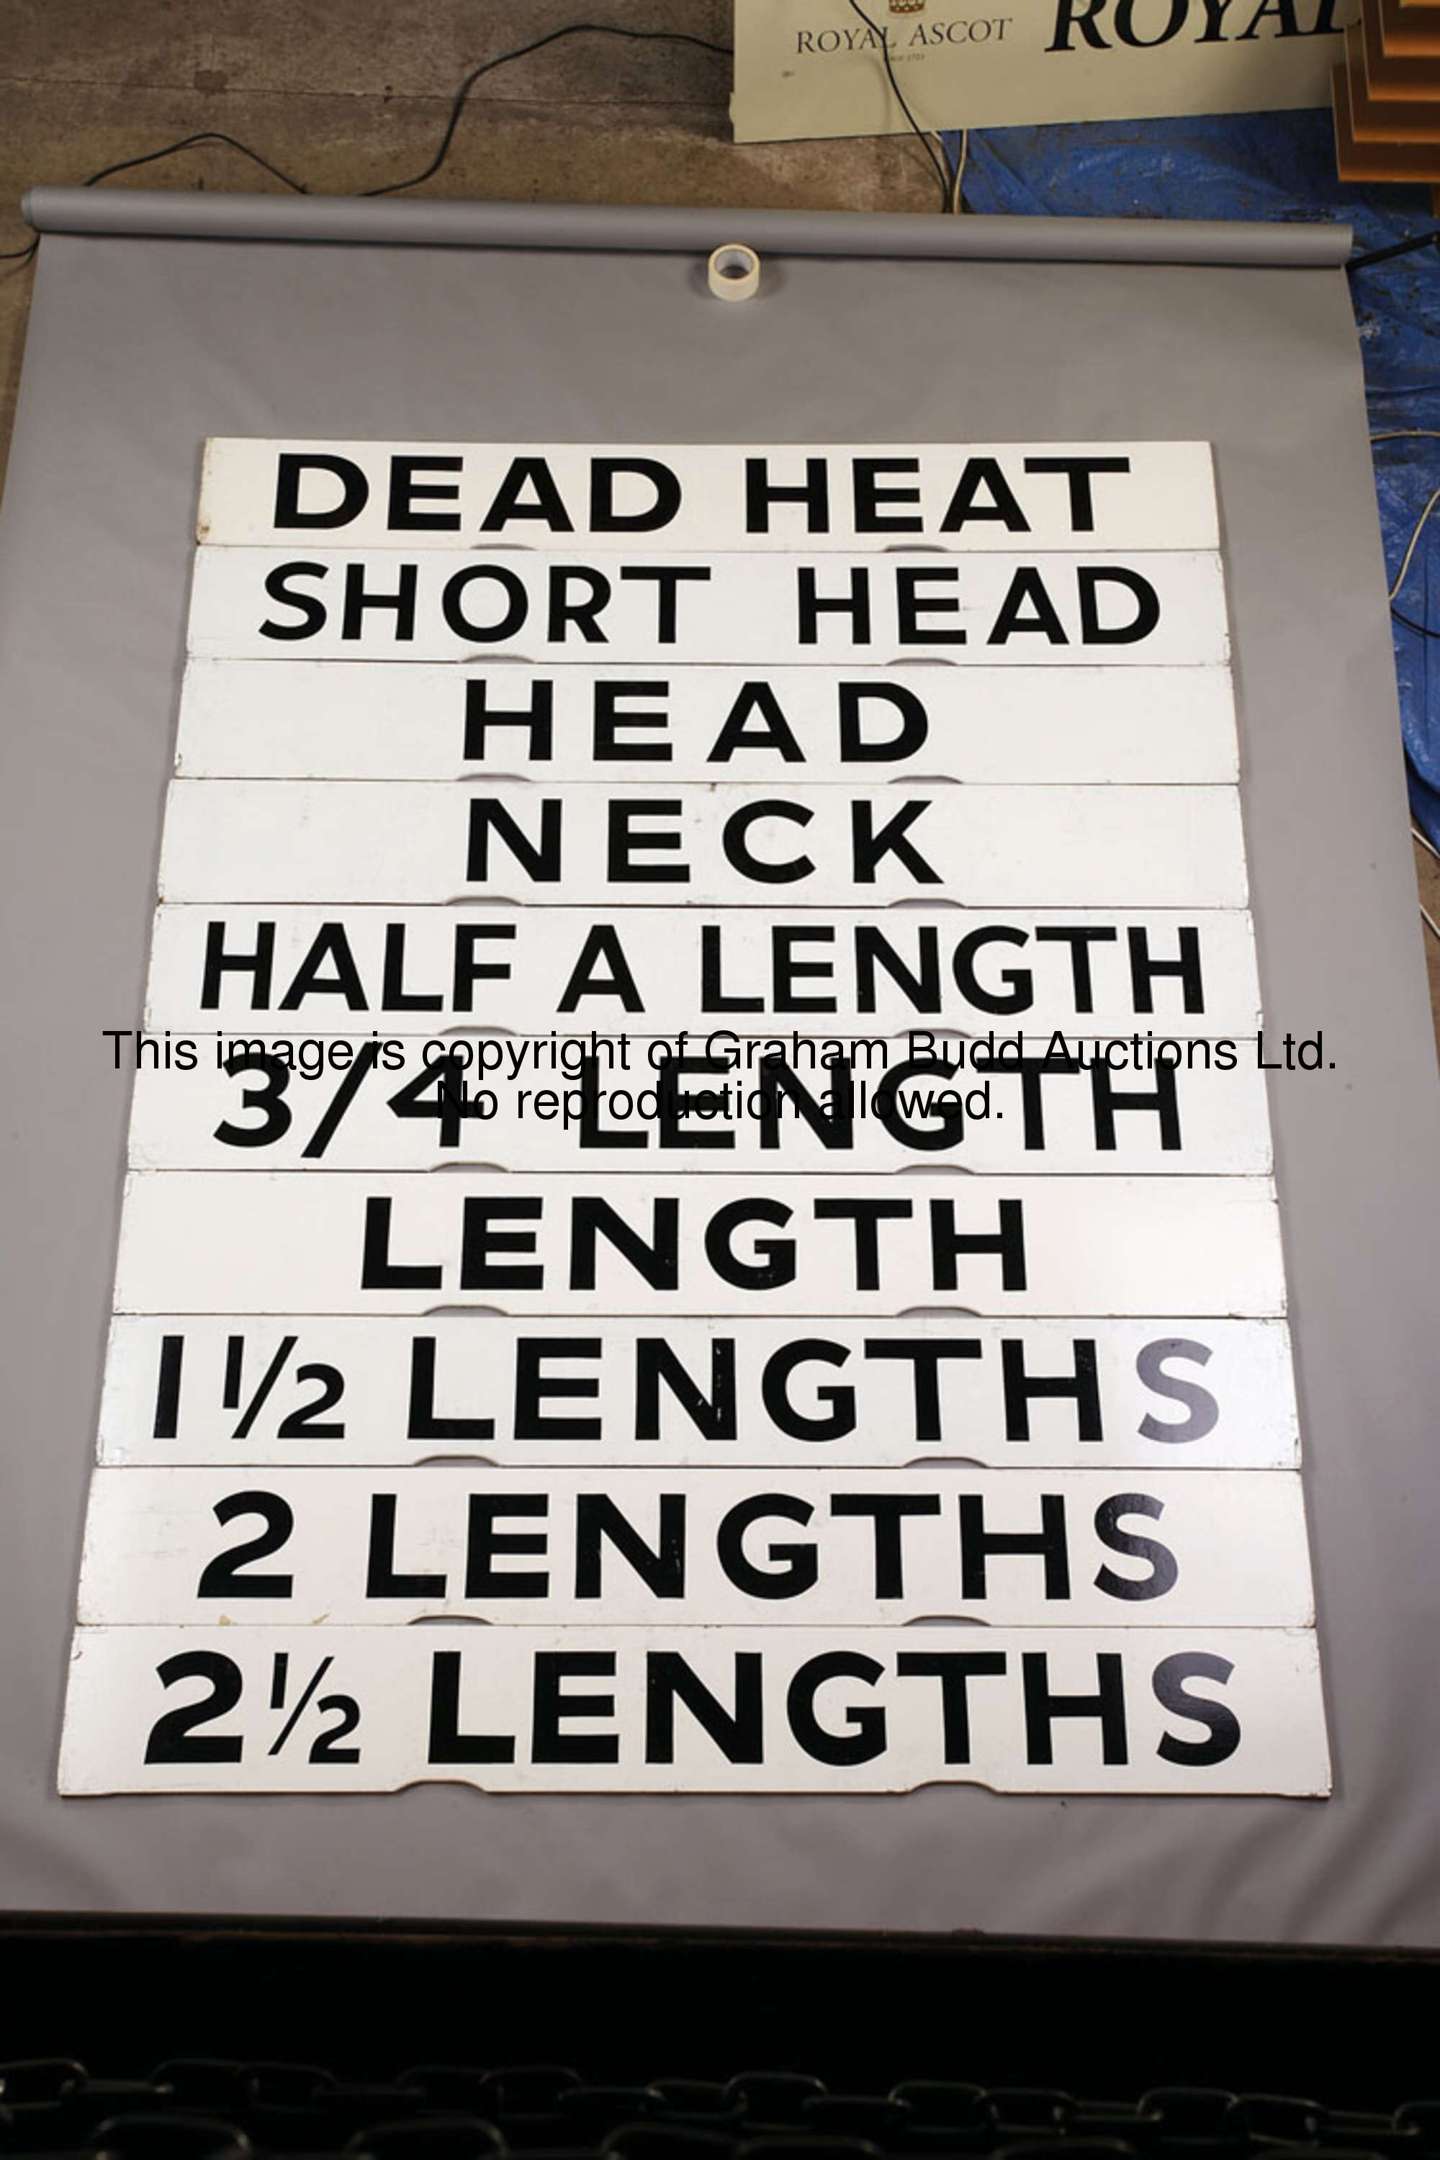 ROYAL ASCOT
ROYAL
DEAD HEAT
SHORT HEAD
HEAD
NECK
HALF A LENGTH
This image is copyright of Graham Budd Auctions Ltd.
No reproduction allowed.
3/4 LENGTH
LENGTH
1½ LENGTHS
2 LENGTHS
2½ LENGTHS